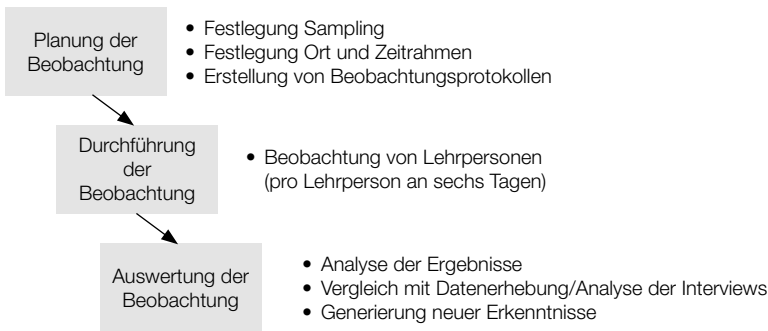 Planung der
Beobachtung
• Festlegung Sampling
• Festlegung Ort und Zeitrahmen
• Erstellung von Beobachtungsprotokollen
Durchführung
der
Beobachtung
• Beobachtung von Lehrpersonen
(pro Lehrperson an sechs Tagen)
Auswertung der
Beobachtung
• Analyse der Ergebnisse
• Vergleich mit Datenerhebung/Analyse der Interviews
• Generierung neuer Erkenntnisse